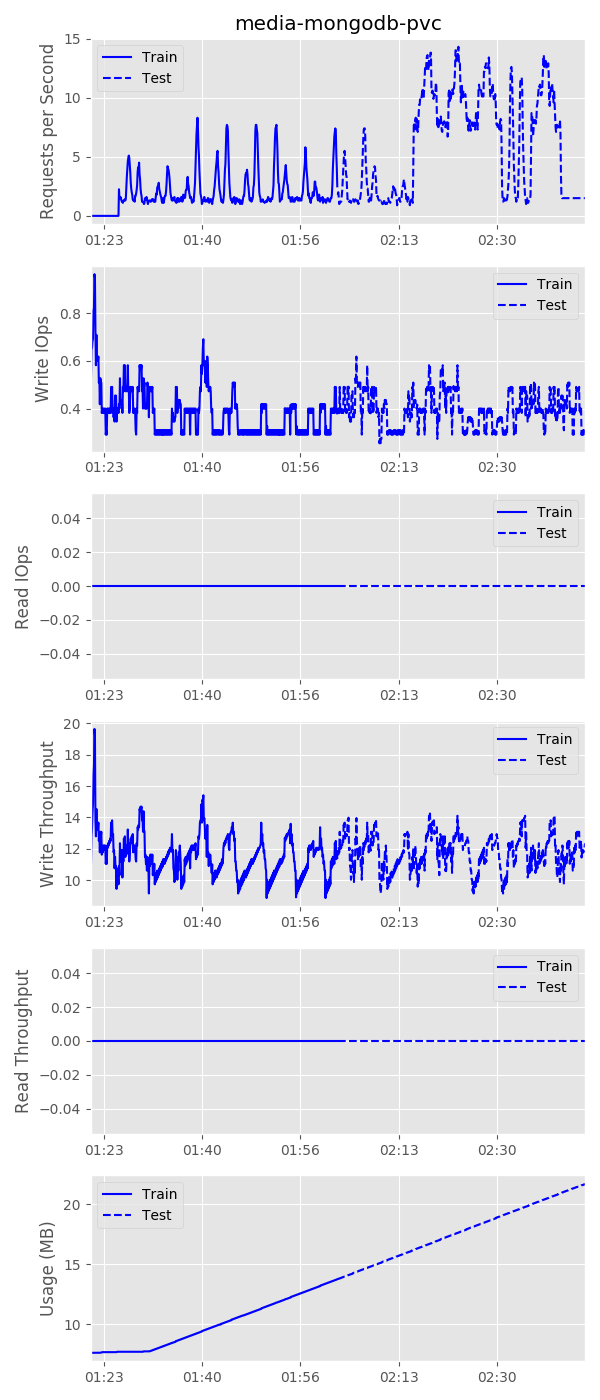 media-mongodb-pvc
Requests per Second
15
10
5
0
Train
Test
01:23 01:40 01:56 02:13 02:30
Write IOps
0.8
0.6
0.4
Train
Test
01:23 01:40 01:56 02:13 02:30
Read IOps
0.04
0.02
0.00
−0.02
−0.04
Train
Test
01:23 01:40 01:56 02:13 02:30
Write Throughput
20
18
16
14
12
10
Train
Test
01:23 01:40 01:56 02:13 02:30
Read Throughput
0.04
0.02
0.00
−0.02
−0.04
Train
Test
01:23 01:40 01:56 02:13 02:30
Usage (MB)
20
15
10
Train
Test
01:23 01:40 01:56 02:13 02:30